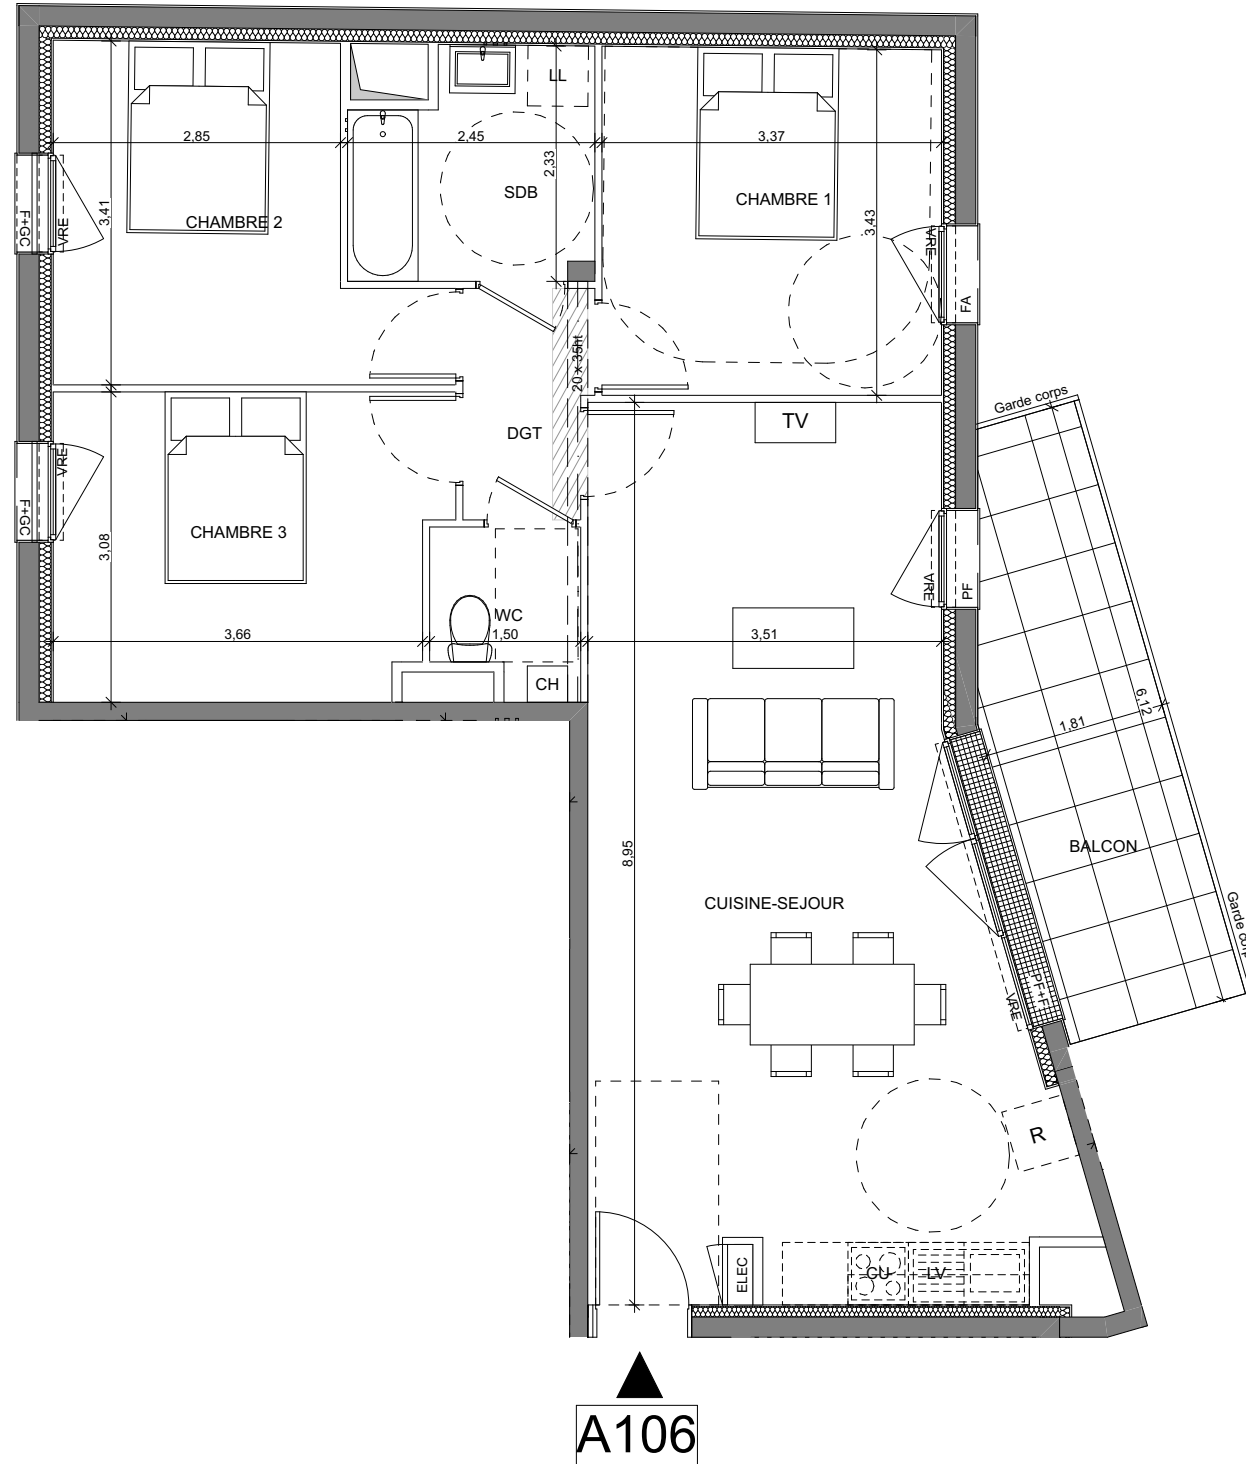 LL
2,85
2,45
3,37
2,33
SDB
CHAMBRE 1
CHAMBRE 2
3,41
3,43
F+GC
VRE
VRE
FA
20 x 35ht
Garde corps
TV
DGT
F+GC
VRE
CHAMBRE 3
3,08
VRE
PF
WC
3,66
1,50
3,51
CH
6,12
1,81
8,95
BALCON
CUISINE-SEJOUR
Garde corp
PF+F
VRE
R
ELEC
CU
LV
A106